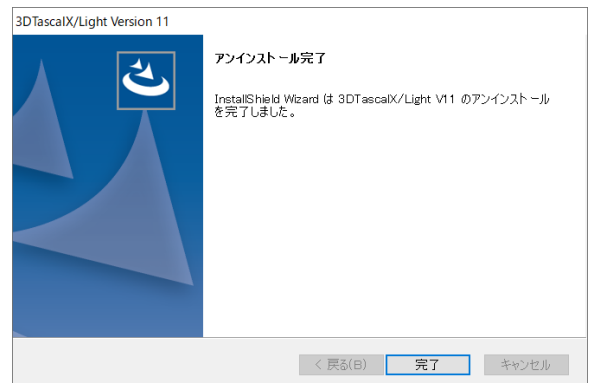 3DTascalX/Light Version 11
アンインストール完了
InstallShield Wizard は 3DTascalX/Light V11 のアンインストール
を完了しました。
< 戻る(B)
完了
キャンセル